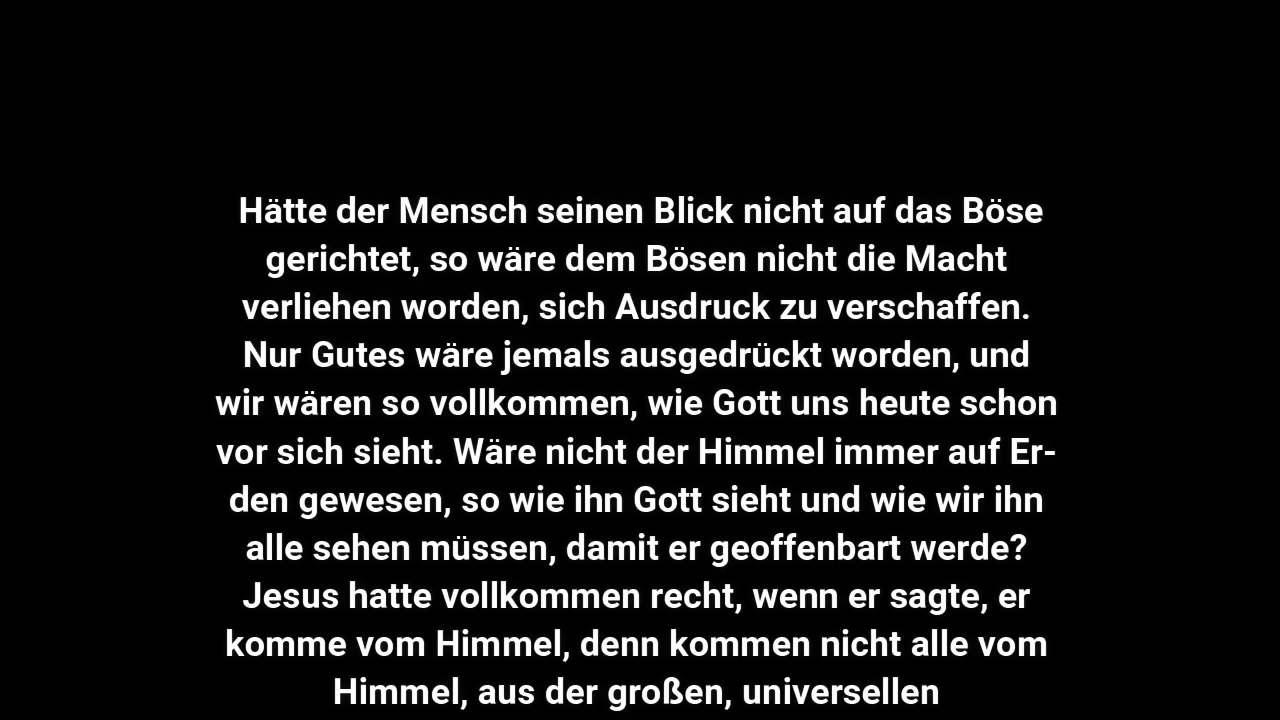 Hätte der Mensch seinen Blick nicht auf das Böse
gerichtet, so wäre dem Bösen nicht die Macht
verliehen worden, sich Ausdruck zu verschaffen.
Nur Gutes wäre jemals ausgedrückt worden, und
wir wären so vollkommen, wie Gott uns heute schon
vor sich sieht. Wäre nicht der Himmel immer auf Er-
den gewesen, so wie ihn Gott sieht und wie wir ihn
alle sehen müssen, damit er geoffenbart werde?
Jesus hatte vollkommen recht, wenn er sagte, er
komme vom Himmel, denn kommen nicht alle vom
Himmel, aus der großen, universellen